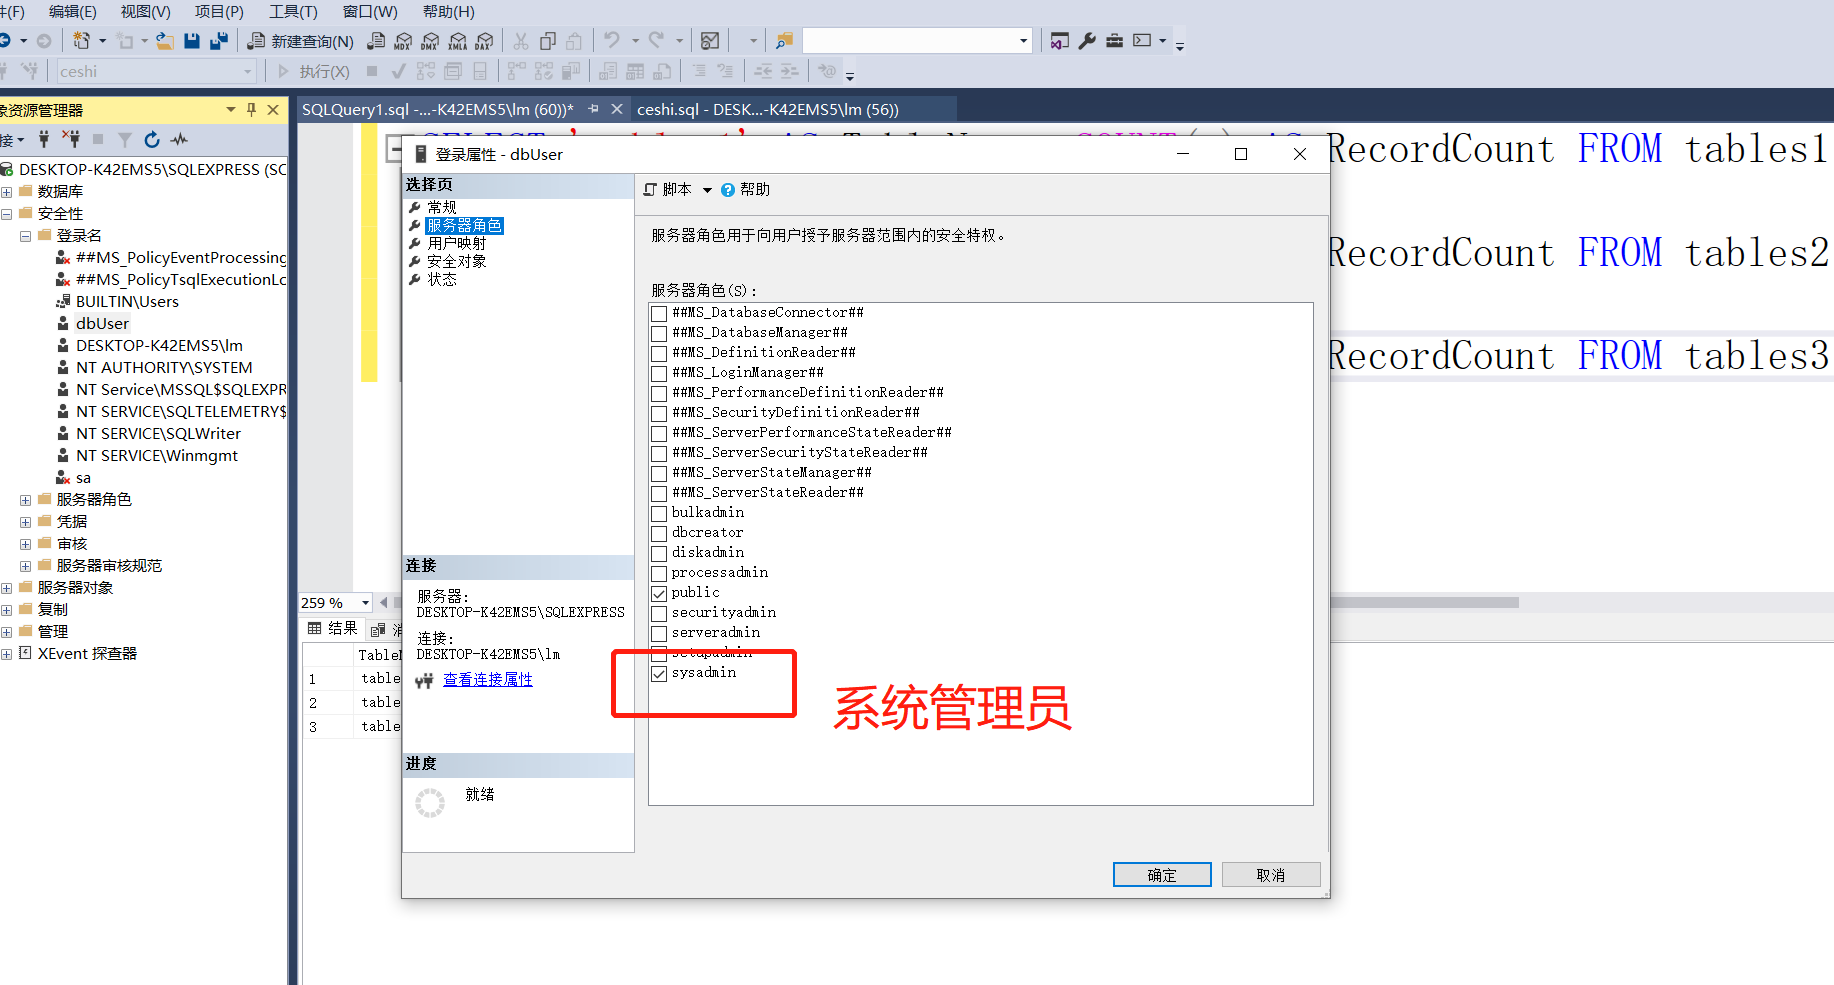 件(F) 编辑(E) 视图(V) 项目(P) 工具(T) 窗口(W) 帮助(H)
新建查询(N) MDX DMX XMLA DAX
ceshi 执行(X)
象资源管理器
接
DESKTOP-K42EMS5\SQLEXPRESS (SC
数据库
安全性
登录名
##MS_PolicyEventProcessing
##MS_PolicyTsqlExecutionLc
BUILTIN\Users
dbUser
DESKTOP-K42EMS5\lm
NT AUTHORITY\SYSTEM
NT Service\MSSQL$SQLEXPR
NT SERVICE\SQLTELEMETRY$
NT SERVICE\SQLWriter
NT SERVICE\Winmgmt
sa
服务器角色
凭据
审核
服务器审核规范
服务器对象
复制
管理
XEvent 探查器
SQLQuery1.sql -...-K42EMS5\lm (60))*
ceshi.sql - DESK...-K42EMS5\lm (56))
RecordCount FROM tables1
RecordCount FROM tables2
RecordCount FROM tables3
259 %
结果
1 table
2 table
3 table
登录属性 - dbUser
选择页
常规
服务器角色
用户映射
安全对象
状态
连接
服务器:
DESKTOP-K42EMS5\SQLEXPRESS
连接:
DESKTOP-K42EMS5\lm
查看连接属性
进度
就绪
脚本 帮助
服务器角色用于向用户授予服务器范围内的安全特权。
服务器角色(S):
##MS_DatabaseConnector##
##MS_DatabaseManager##
##MS_DefinitionReader##
##MS_LoginManager##
##MS_PerformanceDefinitionReader##
##MS_SecurityDefinitionReader##
##MS_ServerPerformanceStateReader##
##MS_ServerSecurityStateReader##
##MS_ServerStateManager##
##MS_ServerStateReader##
bulkadmin
dbcreator
diskadmin
processadmin
public
securityadmin
serveradmin
setupadmin
sysadmin
系统管理员
确定 取消